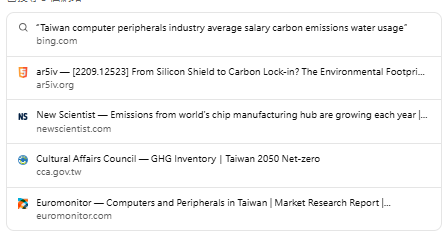 "Taiwan computer peripherals industry average salary carbon emissions water usage"
bing.com
ar5iv — [2209.12523] From Silicon Shield to Carbon Lock-in? The Environmental Footpri...
ar5iv.org
NS New Scientist — Emissions from world's chip manufacturing hub are growing each year |...
newscientist.com
Cultural Affairs Council — GHG Inventory | Taiwan 2050 Net-zero
cca.gov.tw
Euromonitor — Computers and Peripherals in Taiwan | Market Research Report |...
euromonitor.com